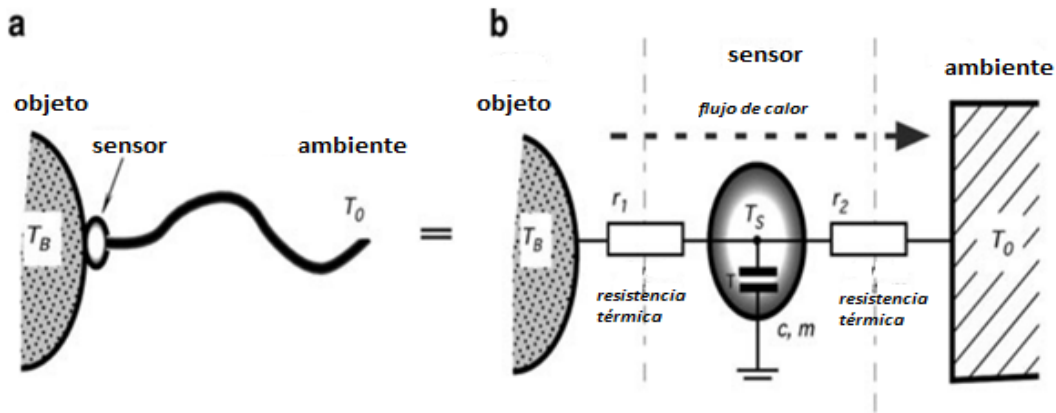 a
objeto
sensor
ambiente
T_B
T_0
=
b
sensor
ambiente
objeto
flujo de calor
r_1
T_S
r_2
T_B
T_0
T
resistencia
térmica
resistencia
térmica
c, m